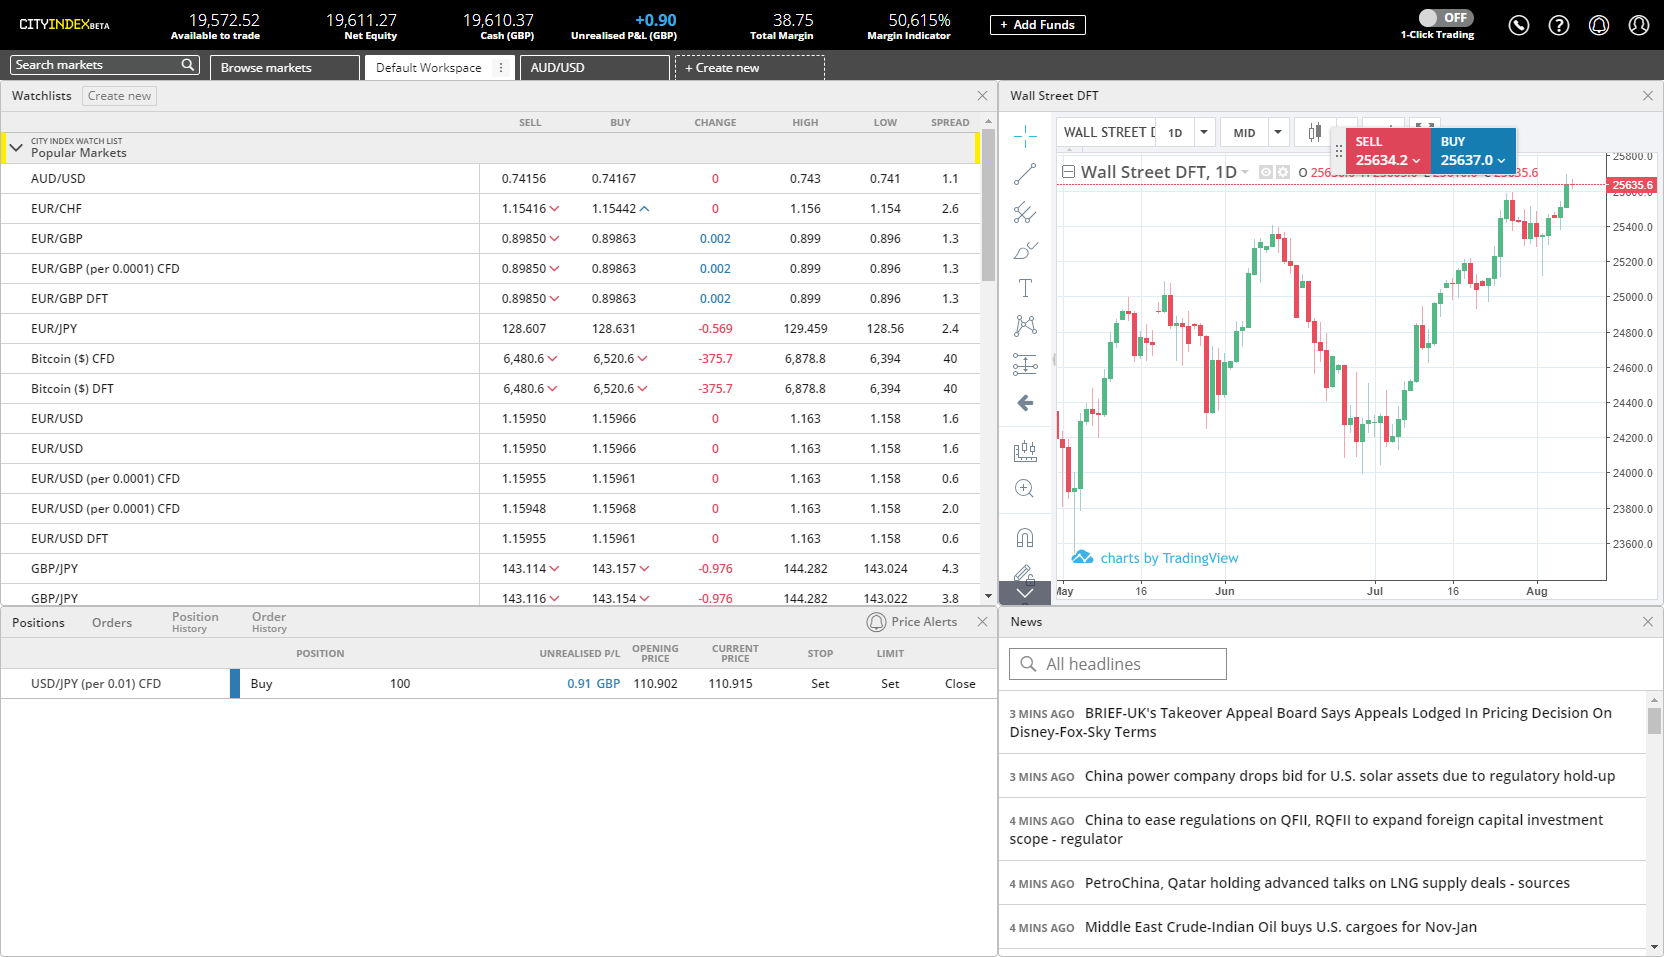 CITYINDEXBETA
19,572.52
Available to trade
19,611.27
Net Equity
19,610.37
Cash (GBP)
+0.90
Unrealised P&L (GBP)
38.75
Total Margin
50,615%
Margin Indicator
+ Add Funds
OFF
1-Click Trading
Search markets
Browse markets
Default Workspace
AUD/USD
+ Create new
Watchlists Create new
SELL BUY CHANGE HIGH LOW SPREAD
CITY INDEX WATCH LIST
Popular Markets
AUD/USD 0.74156 0.74167 0 0.743 0.741 1.1
EUR/CHF 1.15416 1.15442 0 1.156 1.154 2.6
EUR/GBP 0.89850 0.89863 0.002 0.899 0.896 1.3
EUR/GBP (per 0.0001) CFD 0.89850 0.89863 0.002 0.899 0.896 1.3
EUR/GBP DFT 0.89850 0.89863 0.002 0.899 0.896 1.3
EUR/JPY 128.607 128.631 -0.569 129.459 128.56 2.4
Bitcoin ($) CFD 6,480.6 6,520.6 -375.7 6,878.8 6,394 40
Bitcoin ($) DFT 6,480.6 6,520.6 -375.7 6,878.8 6,394 40
EUR/USD 1.15950 1.15966 0 1.163 1.158 1.6
EUR/USD 1.15950 1.15966 0 1.163 1.158 1.6
EUR/USD (per 0.0001) CFD 1.15955 1.15961 0 1.163 1.158 0.6
EUR/USD (per 0.0001) CFD 1.15948 1.15968 0 1.163 1.158 2.0
EUR/USD DFT 1.15955 1.15961 0 1.163 1.158 0.6
GBP/JPY 143.114 143.157 -0.976 144.282 143.024 4.3
GBP/JPY 143.116 143.154 -0.976 144.282 143.022 3.8
Wall Street DFT
WALL STREET 1D MID
SELL
25634.2
BUY
25637.0
Wall Street DFT, 1D O
25800.0
25635.6
25400.0
25200.0
25000.0
24800.0
24600.0
24400.0
24200.0
24000.0
23800.0
23600.0
charts by TradingView
May 16 Jun Jul 16 Aug
Positions
Orders
Position
History
Order
History
Price Alerts
POSITION UNREALISED P/L OPENING PRICE CURRENT PRICE STOP LIMIT
USD/JPY (per 0.01) CFD Buy 100 0.91 GBP 110.902 110.915 Set Set Close
News
All headlines
3 MINS AGO BRIEF-UK's Takeover Appeal Board Says Appeals Lodged In Pricing Decision On
Disney-Fox-Sky Terms
3 MINS AGO China power company drops bid for U.S. solar assets due to regulatory hold-up
4 MINS AGO China to ease regulations on QFII, RQFII to expand foreign capital investment
scope - regulator
4 MINS AGO PetroChina, Qatar holding advanced talks on LNG supply deals - sources
4 MINS AGO Middle East Crude-Indian Oil buys U.S. cargoes for Nov-Jan